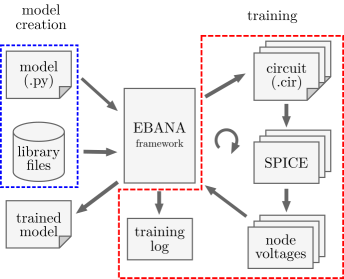 model
creation
training
model
(.py)
library
files
trained
model
EBANA
framework
training
log
circuit
(.cir)
SPICE
node
voltages